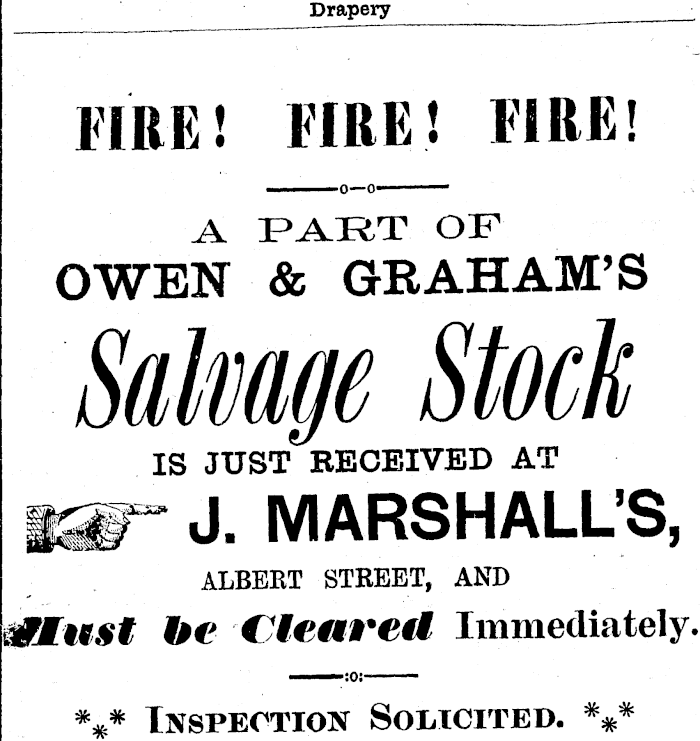 Drapery
FIRE! FIRE! FIRE!
A PART OF
OWEN & GRAHAM'S
Salvage Stock
IS JUST RECEIVED AT
J. MARSHALL'S,
ALBERT STREET, AND
Must be Cleared Immediately.
:o:
*** INSPECTION SOLICITED. ***